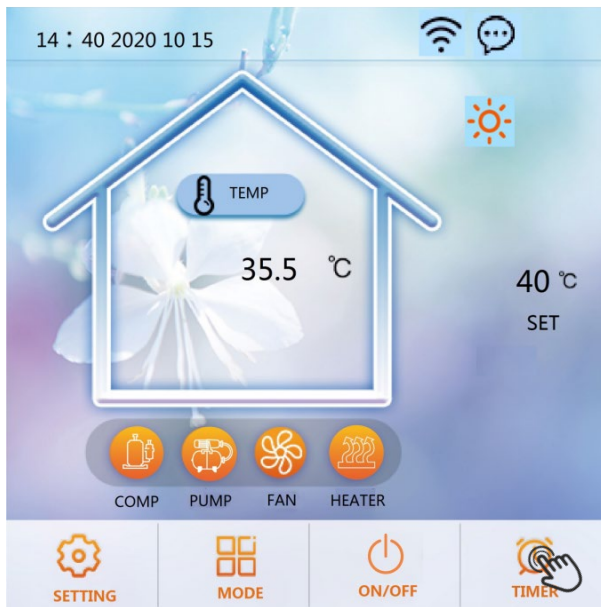 14：40 2020 10 15
TEMP
35.5 ℃
40 ℃
SET
COMP PUMP FAN HEATER
SETTING MODE ON/OFF TIMER